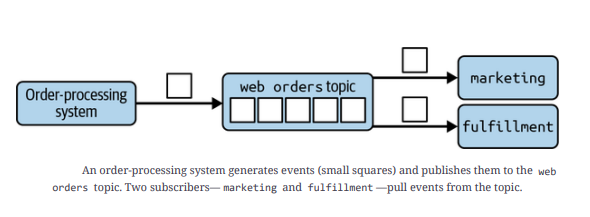 Order-processing
system
web orders topic
marketing
fulfillment
An order-processing system generates events (small squares) and publishes them to the web
orders topic. Two subscribers— marketing and fulfillment —pull events from the topic.